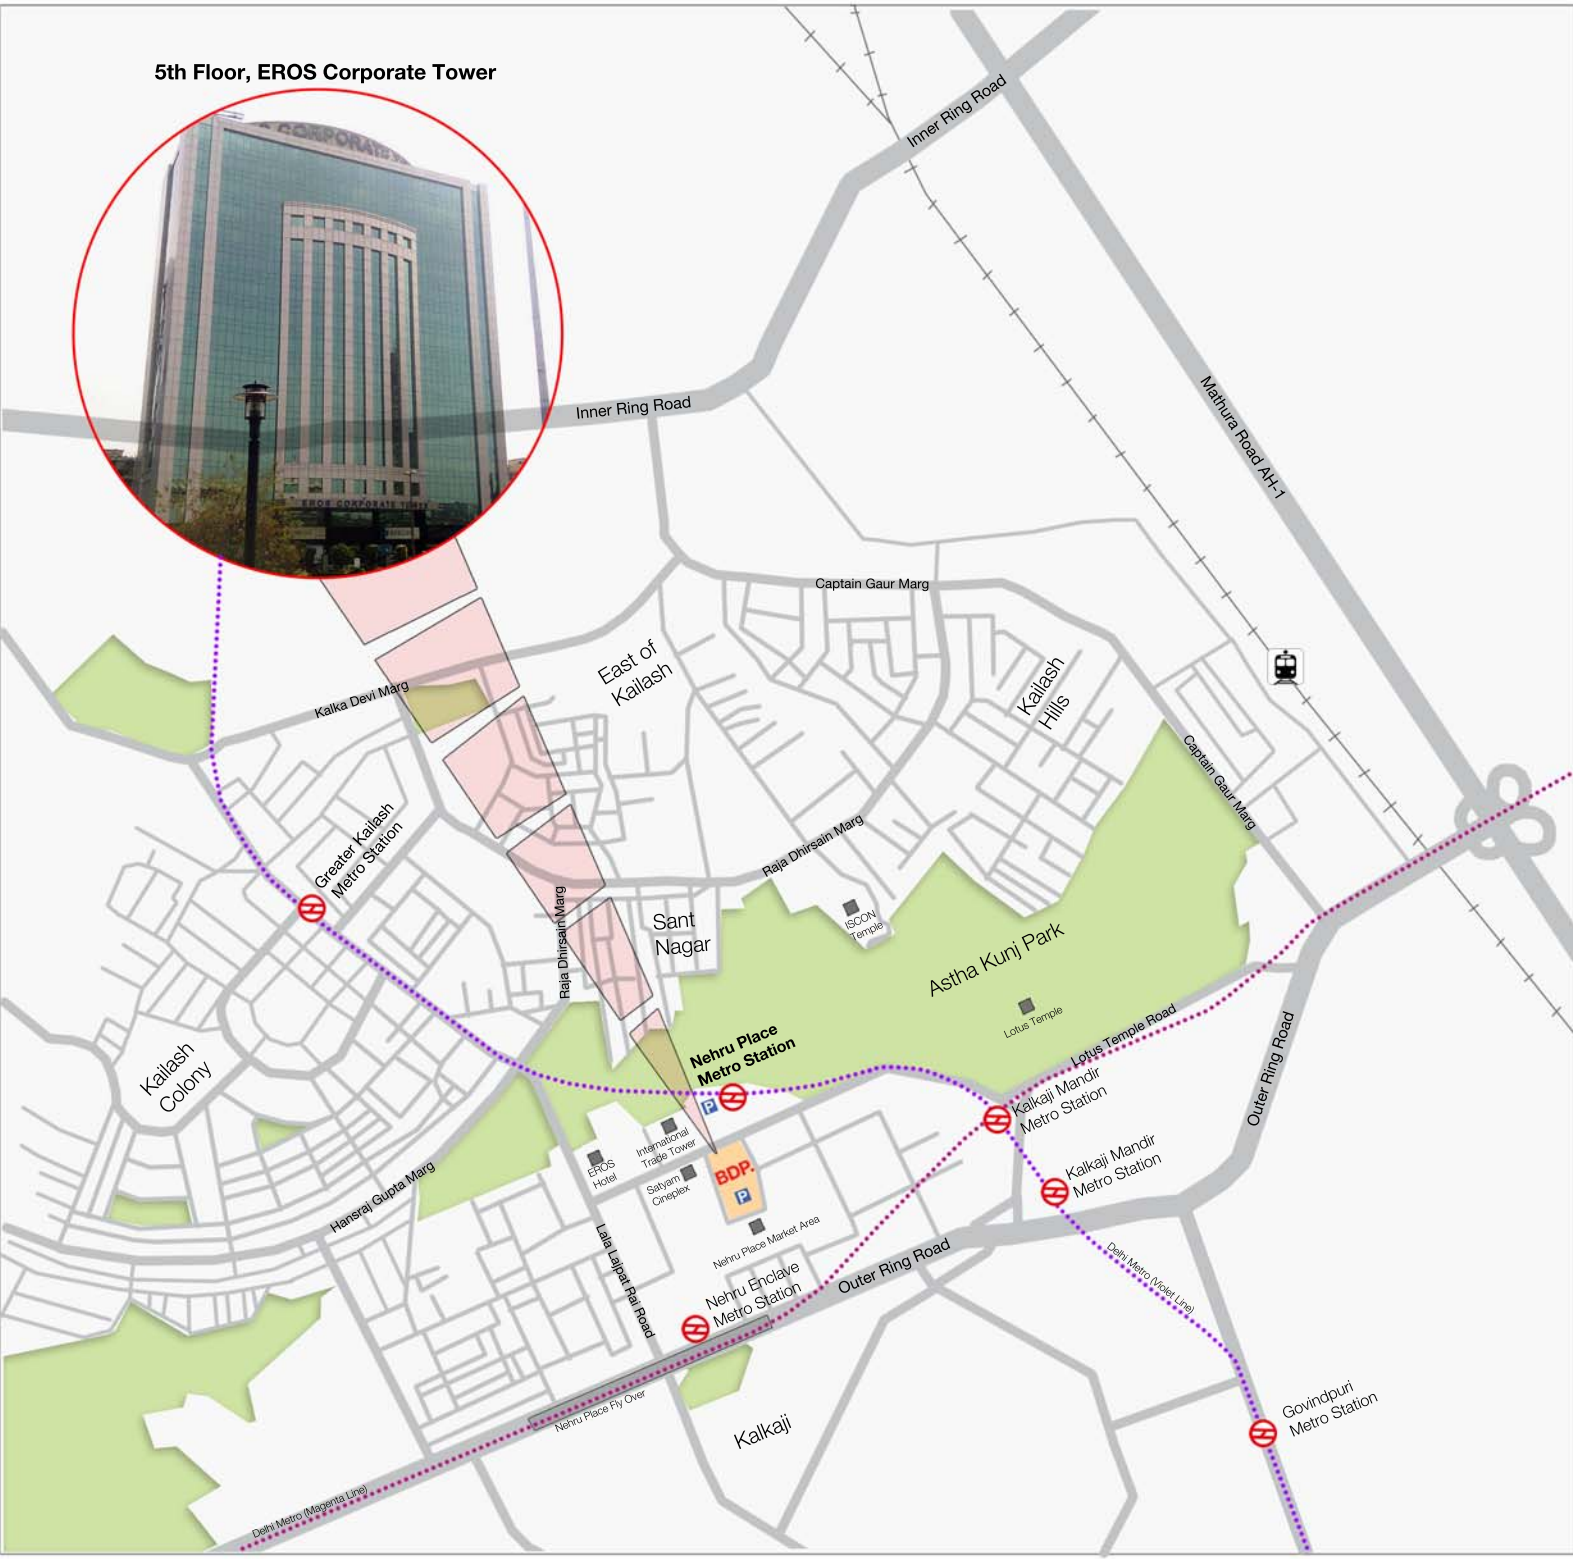 5th Floor, EROS Corporate Tower
CORPORATE
EROS CORPORATE TOWER
Inner Ring Road
Inner Ring Road
Mathura Road AH-1
Captain Gaur Marg
East of
Kailash
Kailash
Hills
Kalka Devi Marg
Captain Gaur Marg
Greater Kailash
Metro Station
Raja Dhirsain Marg
Raja Dhirsain Marg
Sant
Nagar
ISCON
Temple
Astha Kunj Park
Lotus Temple
Lotus Temple Road
Outer Ring Road
Nehru Place
Metro Station
P
Kailash
Colony
Kalkaji Mandir
Metro Station
Kalkaji Mandir
Metro Station
International
Trade Tower
EROS
Hotel
Satyam
Cineplex
BDP.
P
Hansraj Gupta Marg
Lala Lajpat Rai Road
Nehru Place Market Area
Nehru Enclave
Metro Station
Outer Ring Road
Delhi Metro (Violet Line)
Nehru Place Fly Over
Kalkaji
Govindpuri
Metro Station
Delhi Metro (Magenta Line)